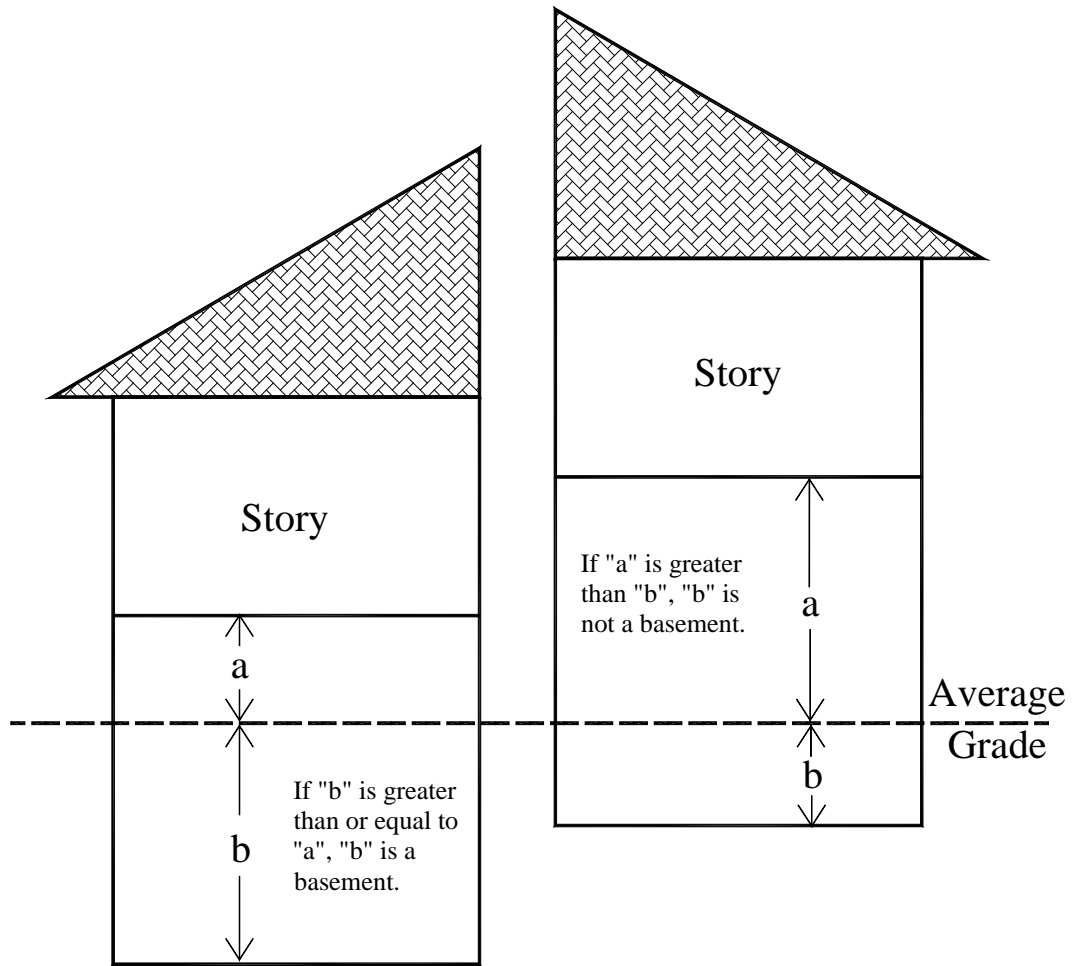 Story
a
b
If "b" is greater
than or equal to
"a", "b" is a
basement.
Story
If "a" is greater
than "b", "b" is
not a basement.
a
b
Average
Grade